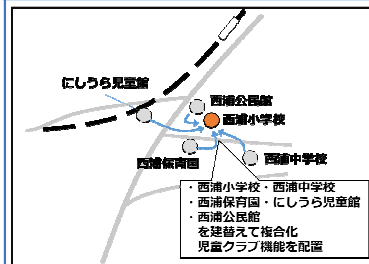 にしうら児童館
西浦公民館
西浦小学校
西浦保育園
西浦中学校
・西浦小学校・西浦中学校
・西浦保育園・にしうら児童館
・西浦公民館
を建替えて複合化
児童クラブ機能を配置